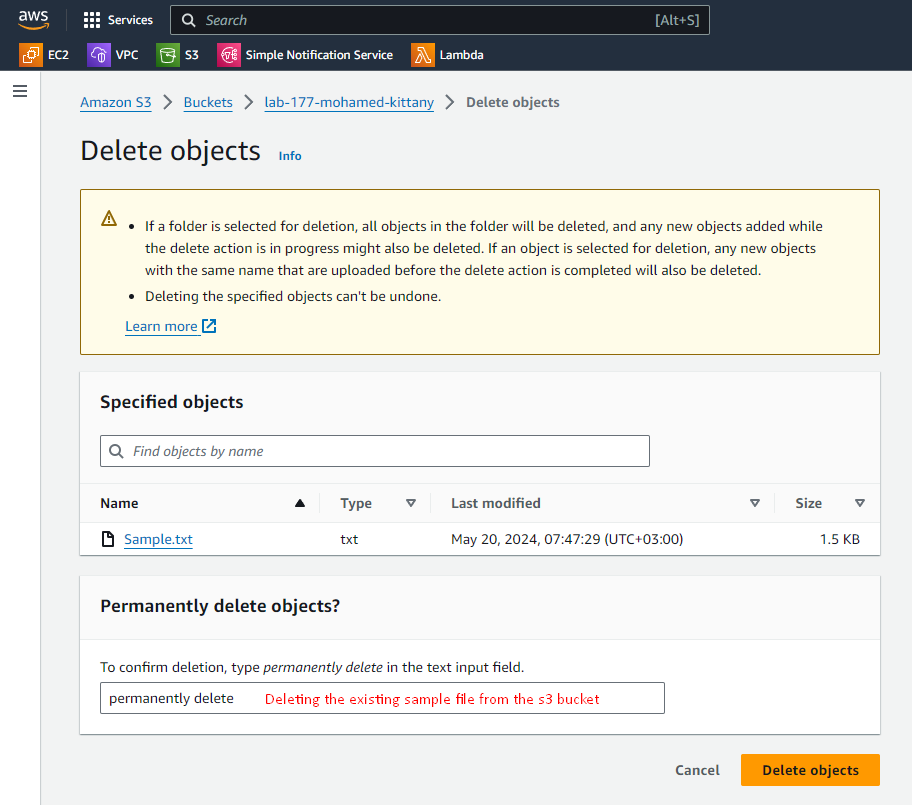 aws
Services
Search
[Alt+S]
EC2
VPC
S3
Simple Notification Service
Lambda
Amazon S3 > Buckets > lab-177-mohamed-kittany > Delete objects
Delete objects Info
• If a folder is selected for deletion, all objects in the folder will be deleted, and any new objects added while
the delete action is in progress might also be deleted. If an object is selected for deletion, any new objects
with the same name that are uploaded before the delete action is completed will also be deleted.
• Deleting the specified objects can't be undone.
Learn more
Specified objects
Find objects by name
Name Type Last modified Size
Sample.txt txt May 20, 2024, 07:47:29 (UTC+03:00) 1.5 KB
Permanently delete objects?
To confirm deletion, type permanently delete in the text input field.
permanently delete Deleting the existing sample file from the s3 bucket
Cancel Delete objects